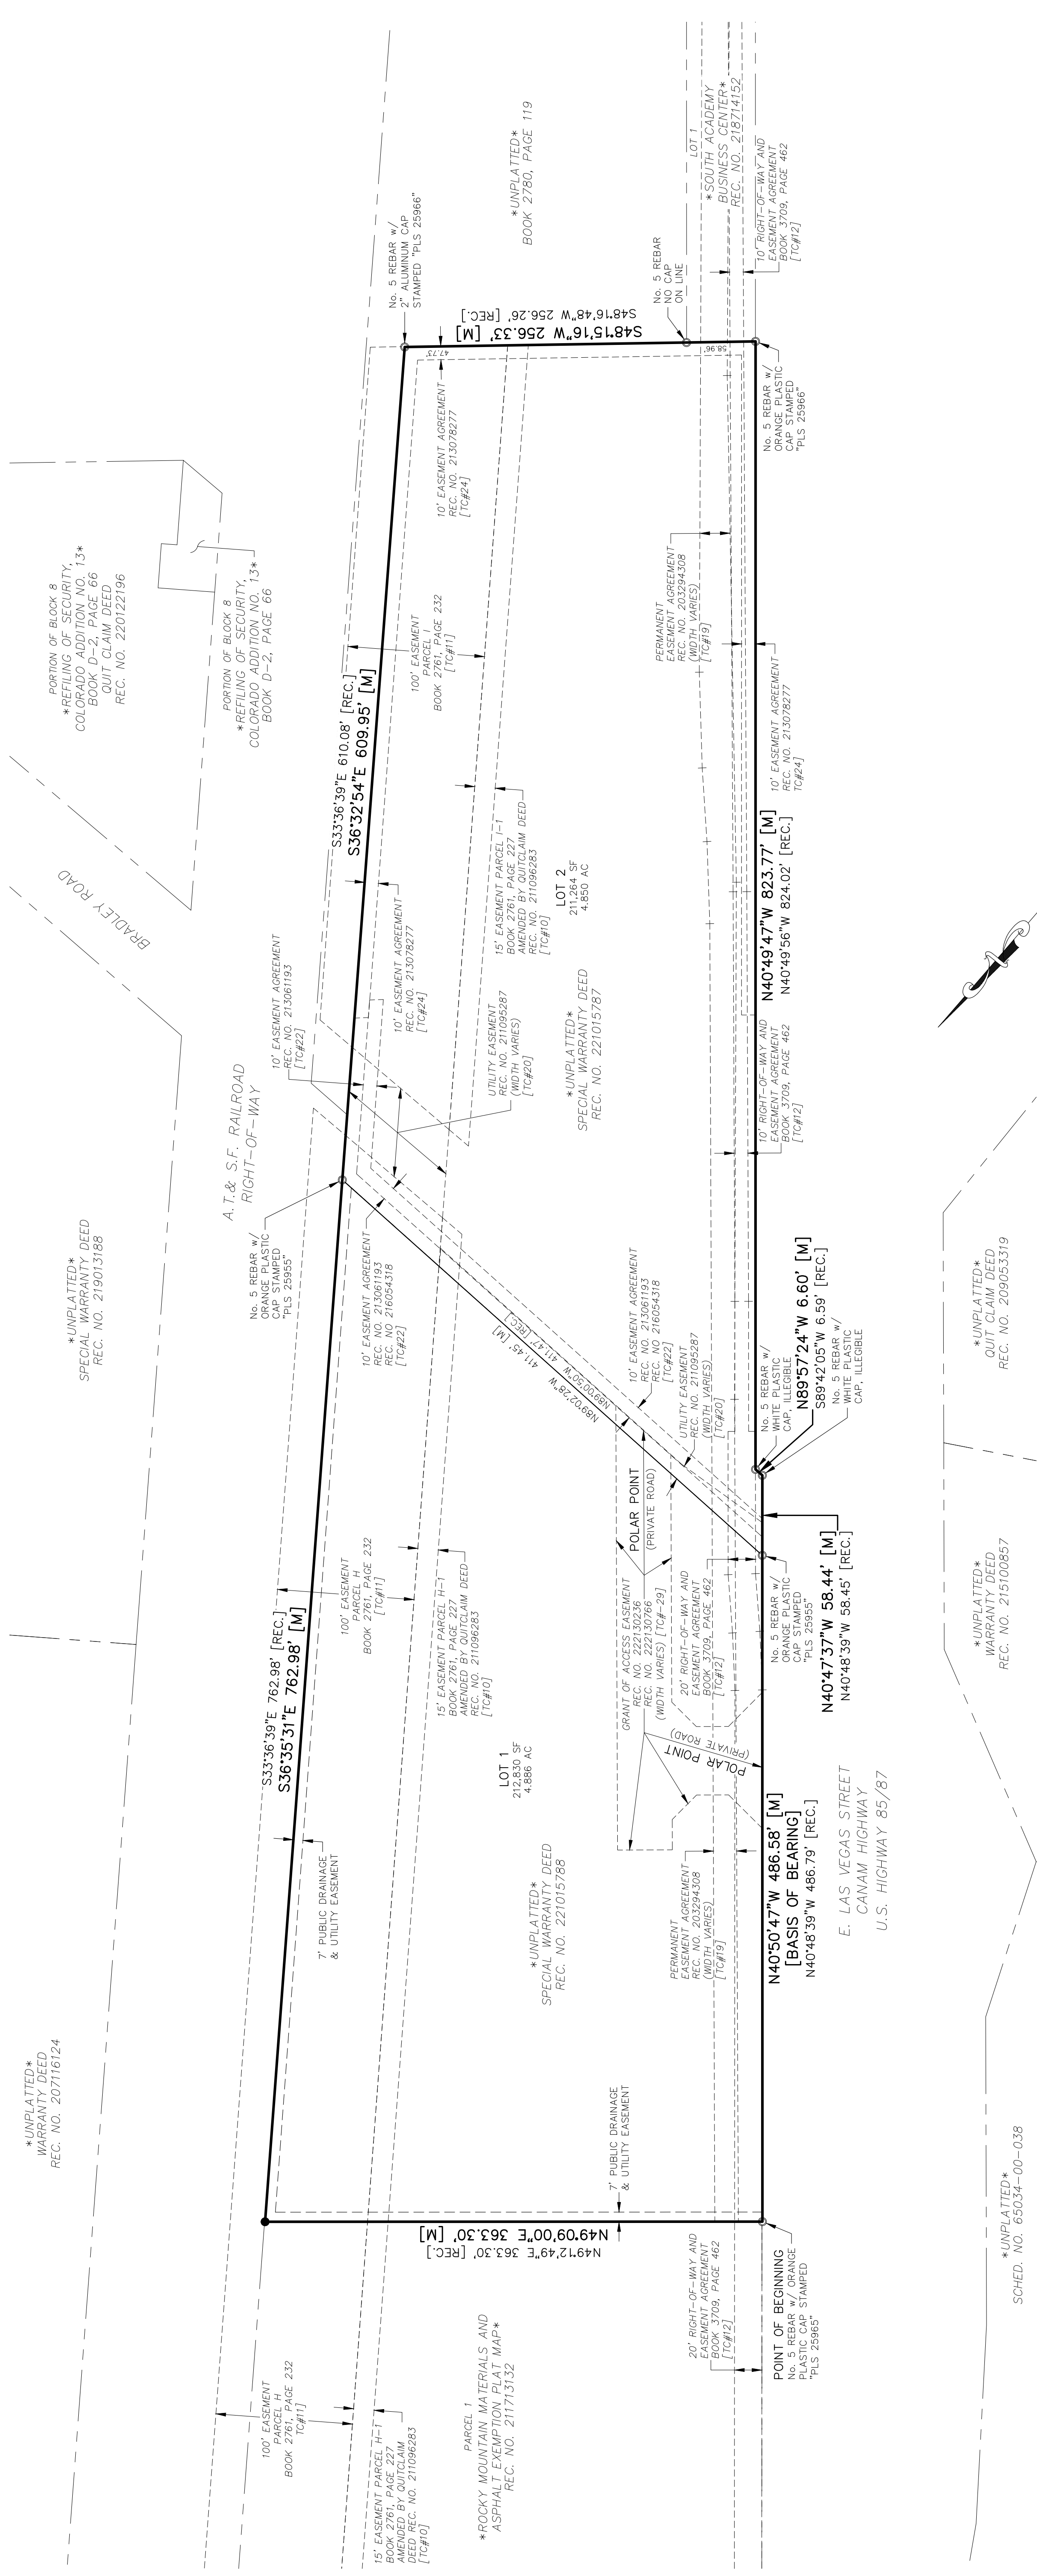 *UNPLATTED*
WARRANTY DEED
REC. NO. 207116124
*UNPLATTED*
SPECIAL WARRANTY DEED
REC. NO. 219013188
A.T.& S.F. RAILROAD
RIGHT-OF-WAY
BRADLEY ROAD
PORTION OF BLOCK 8
*REFILING OF SECURITY,
COLORADO ADDITION NO. 13*
BOOK D-2, PAGE 66
QUIT CLAIM DEED
REC. NO. 220122196
PORTION OF BLOCK 8
*REFILING OF SECURITY,
COLORADO ADDITION NO. 13*
BOOK D-2, PAGE 66
100' EASEMENT
PARCEL H
BOOK 2761, PAGE 232
TC#11]
15' EASEMENT PARCEL H-1
BOOK 2761, PAGE 227
AMENDED BY QUITCLAIM
DEED REC. NO. 211096283
[TC#10]
PARCEL 1
*ROCKY MOUNTAIN MATERIALS AND
ASPHALT EXEMPTION PLAT MAP*
REC. NO. 211713132
N49°12'49"E 363.30' [REC.]
N49°09'00"E 363.30' [M]
20' RIGHT-OF-WAY AND
EASEMENT AGREEMENT
BOOK 3709, PAGE 462
[TC#12]
POINT OF BEGINNING
No. 5 REBAR w/ ORANGE
PLASTIC CAP STAMPED
"PLS 25965"
7' PUBLIC DRAINAGE
& UTILITY EASEMENT
7' PUBLIC DRAINAGE
& UTILITY EASEMENT
S33°36'39"E 762.98' [REC.]
S36°35'31"E 762.98' [M]
100' EASEMENT
PARCEL H
BOOK 2761, PAGE 232
[TC#11]
15' EASEMENT PARCEL H-1
BOOK 2761, PAGE 227
AMENDED BY QUITCLAIM DEED
REC. NO. 211096283
[TC#10]
LOT 1
212,830 SF
4.886 AC
*UNPLATTED*
SPECIAL WARRANTY DEED
REC. NO. 221015788
PERMANENT
EASEMENT AGREEMENT
REC. NO. 203294308
(WIDTH VARIES)
[TC#19]
GRANT OF ACCESS EASEMENT
REC. NO. 222130236
REC. NO. 222130766
(WIDTH VARIES) [TC#-29]
20' RIGHT-OF-WAY AND
EASEMENT AGREEMENT
BOOK 3709, PAGE 462
[TC#12]
POLAR POINT
(PRIVATE ROAD)
POLAR POINT
(PRIVATE ROAD)
N40°50'47"W 486.58' [M]
[BASIS OF BEARING]
N40°48'39"W 486.79' [REC.]
E. LAS VEGAS STREET
CANAM HIGHWAY
U.S. HIGHWAY 85/87
No. 5 REBAR w/
ORANGE PLASTIC
CAP STAMPED
"PLS 25955"
N40°47'37"W 58.44' [M]
N40°48'39"W 58.45' [REC.]
No. 5 REBAR w/
WHITE PLASTIC
CAP, ILLEGIBLE
N89°57'24"W 6.60' [M]
S89°42'05"W 6.59' [REC.]
No. 5 REBAR w/
WHITE PLASTIC
CAP, ILLEGIBLE
No. 5 REBAR w/
ORANGE PLASTIC
CAP STAMPED
"PLS 25955"
N89°02'28"W 411.45' [M]
N89°00'50"W 411.47' [REC.]
10' EASEMENT AGREEMENT
REC. NO. 213061193
REC. NO 216054318
[TC#22]
10' EASEMENT AGREEMENT
REC. NO. 213061193
REC. NO 216054318
[TC#22]
UTILITY EASEMENT
REC. NO. 211095287
(WIDTH VARIES)
[TC#20]
10' EASEMENT AGREEMENT
REC. NO. 213061193
[TC#22]
10' EASEMENT AGREEMENT
REC. NO. 213078277
[TC#24]
UTILITY EASEMENT
REC. NO. 211095287
(WIDTH VARIES)
[TC#20]
S33°36'39"E 610.08' [REC.]
S36°32'54"E 609.95' [M]
100' EASEMENT
PARCEL I
BOOK 2761, PAGE 232
[TC#11]
15' EASEMENT PARCEL I-1
BOOK 2761, PAGE 227
AMENDED BY QUITCLAIM DEED
REC. NO. 211096283
[TC#10]
LOT 2
211,264 SF
4.850 AC
*UNPLATTED*
SPECIAL WARRANTY DEED
REC. NO. 221015787
10' RIGHT-OF-WAY AND
EASEMENT AGREEMENT
BOOK 3709, PAGE 462
[TC#12]
N40°49'47"W 823.77' [M]
N40°49'56"W 824.02' [REC.]
PERMANENT
EASEMENT AGREEMENT
REC. NO. 203294308
(WIDTH VARIES)
[TC#19]
10' EASEMENT AGREEMENT
REC. NO. 213078277
TC#24]
10' EASEMENT AGREEMENT
REC. NO. 213078277
[TC#24]
No. 5 REBAR w/
2" ALUMINUM CAP
STAMPED "PLS 25966"
47.73'
58.96'
S48°15'16"W 256.33' [M]
S48°16'48"W 256.26' [REC.]
No. 5 REBAR
NO CAP
ON LINE
No. 5 REBAR w/
ORANGE PLASTIC
CAP STAMPED
"PLS 25966"
*UNPLATTED*
BOOK 2780, PAGE 119
LOT 1
*SOUTH ACADEMY
BUSINESS CENTER*
REC. NO. 218714152
10' RIGHT-OF-WAY AND
EASEMENT AGREEMENT
BOOK 3709, PAGE 462
[TC#12]
*UNPLATTED*
SCHED. NO. 65034-00-038
*UNPLATTED*
WARRANTY DEED
REC. NO. 215100857
*UNPLATTED*
QUIT CLAIM DEED
REC. NO. 209053319